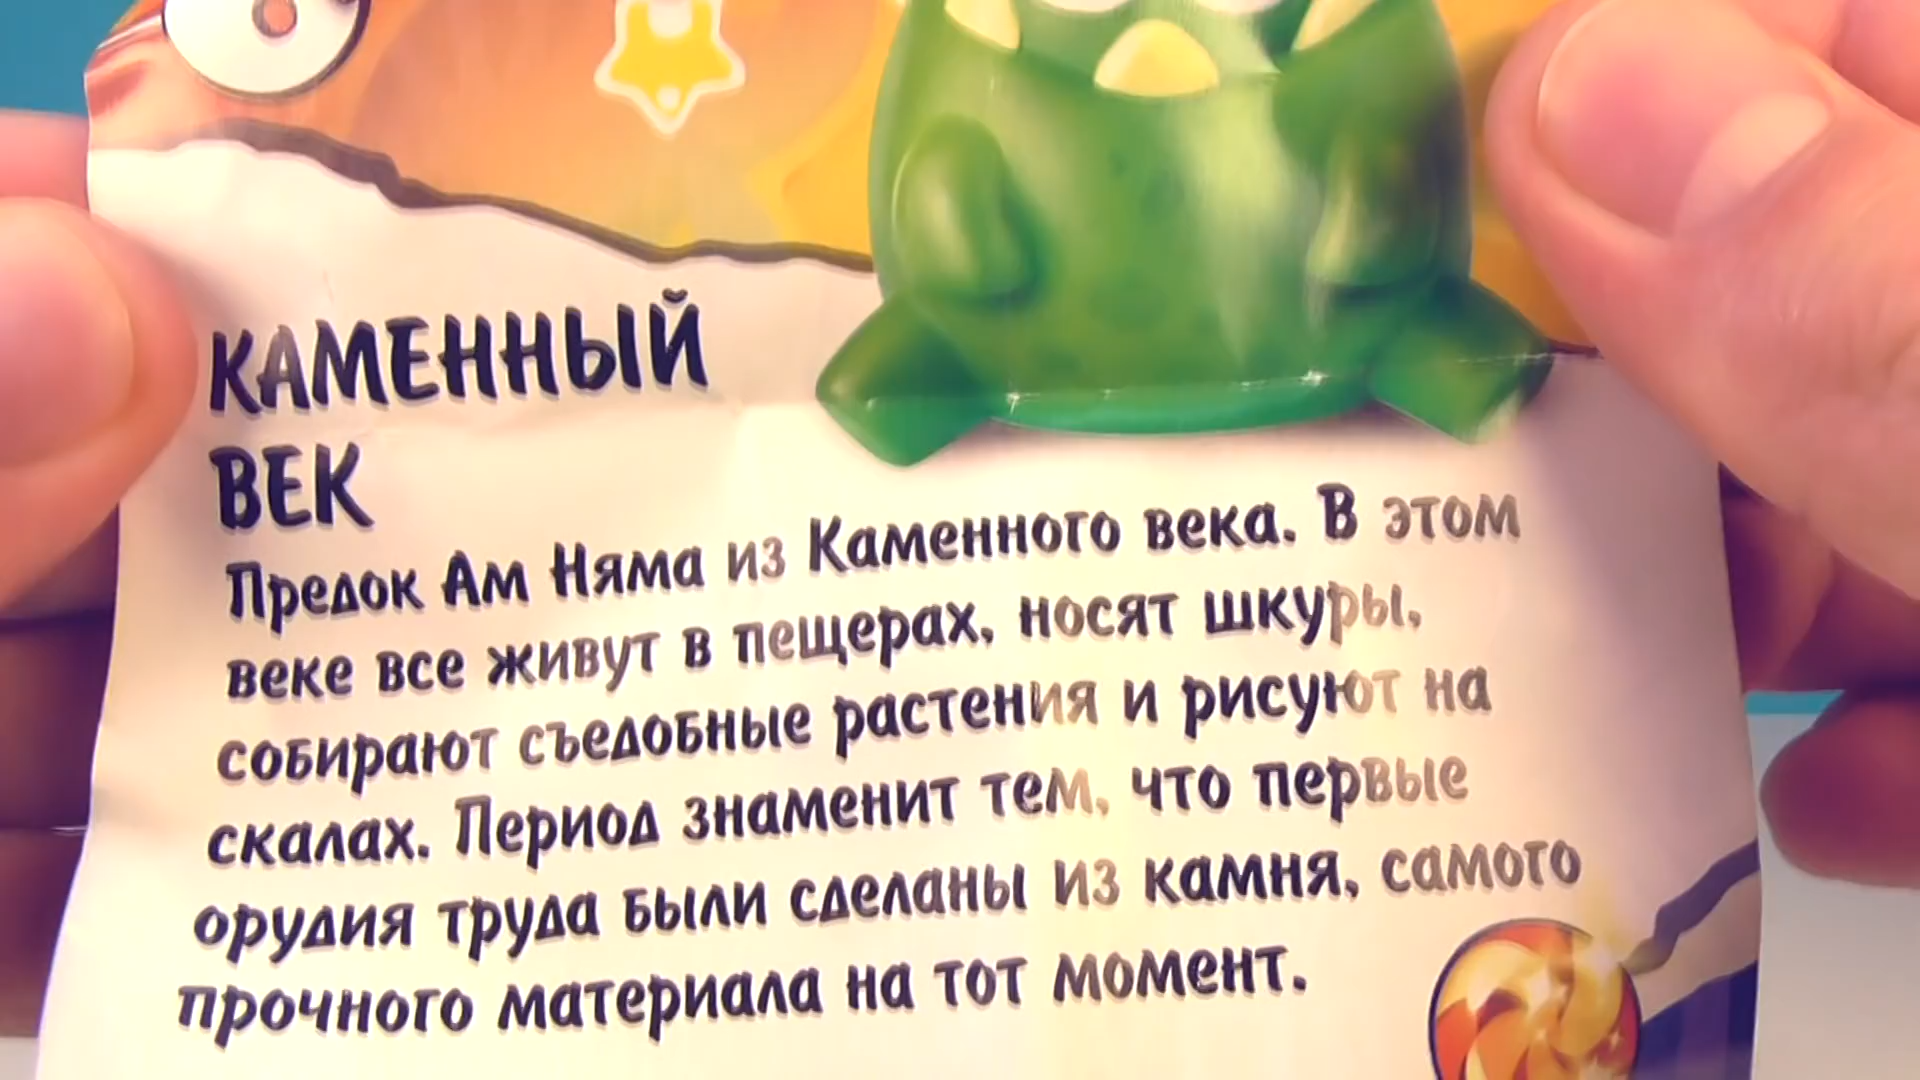 КАМЕННЫЙ
ВЕК
Предок Ам Няма из Каменного века. В этом
веке все живут в пещерах, носят шкуры,
собирают съедобные растения и рисуют на
скалах. Период знаменит тем, что первые
орудия труда были сделаны из камня, самого
прочного материала на тот момент.